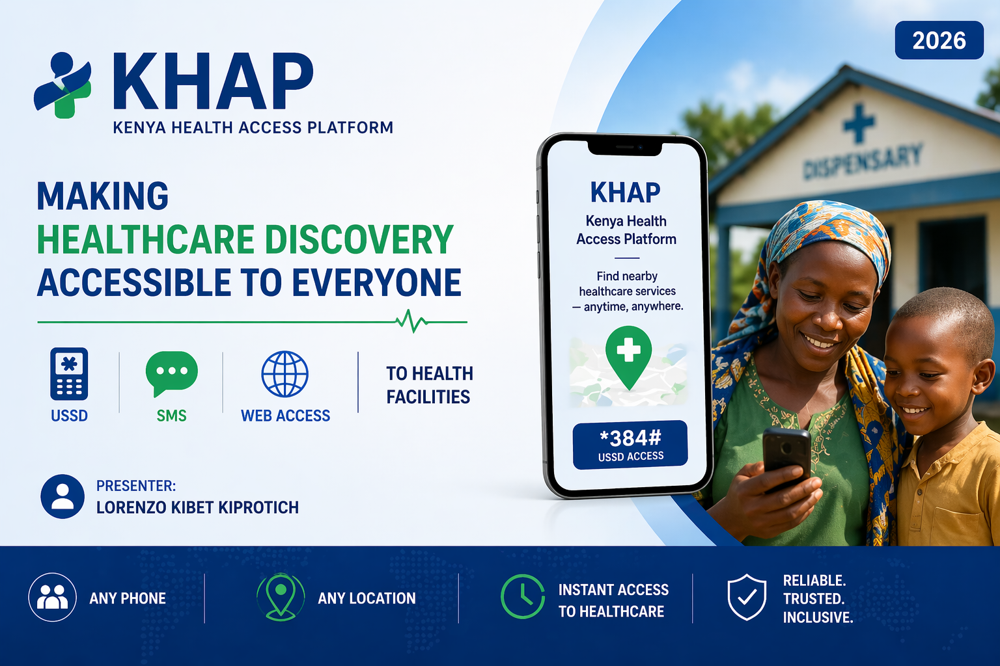 2026
KHAP
KENYA HEALTH ACCESS PLATFORM
MAKING
HEALTHCARE DISCOVERY
ACCESSIBLE TO EVERYONE
USSD
SMS
WEB ACCESS
TO HEALTH
FACILITIES
PRESENTER:
LORENZO KIBET KIPROTICH
KHAP
Kenya Health
Access Platform
Find nearby
healthcare services
— anytime, anywhere.
*384#
USSD ACCESS
DISPENSARY
ANY PHONE
ANY LOCATION
INSTANT ACCESS
TO HEALTHCARE
RELIABLE.
TRUSTED.
INCLUSIVE.